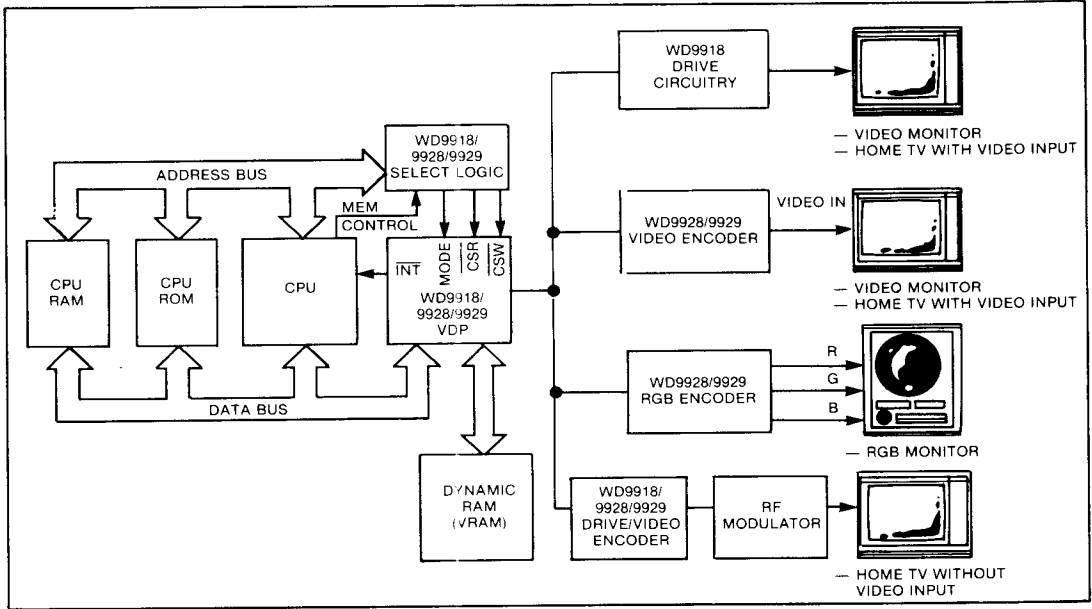 WD9918
DRIVE
CIRCUITRY
— VIDEO MONITOR
— HOME TV WITH VIDEO INPUT
WD9918/
9928/9929
SELECT LOGIC
ADDRESS BUS
MEM
CONTROL
VIDEO IN
WD9928/9929
VIDEO ENCODER
— VIDEO MONITOR
— HOME TV WITH VIDEO INPUT
CPU
RAM
CPU
ROM
CPU
INT
MODE
CSR
CSW
WD9918/
9928/9929
VDP
DATA BUS
WD9928/9929
RGB ENCODER
R
G
B
— RGB MONITOR
DYNAMIC
RAM
(VRAM)
WD9918/
9928/9929
DRIVE/VIDEO
ENCODER
RF
MODULATOR
— HOME TV WITHOUT
VIDEO INPUT